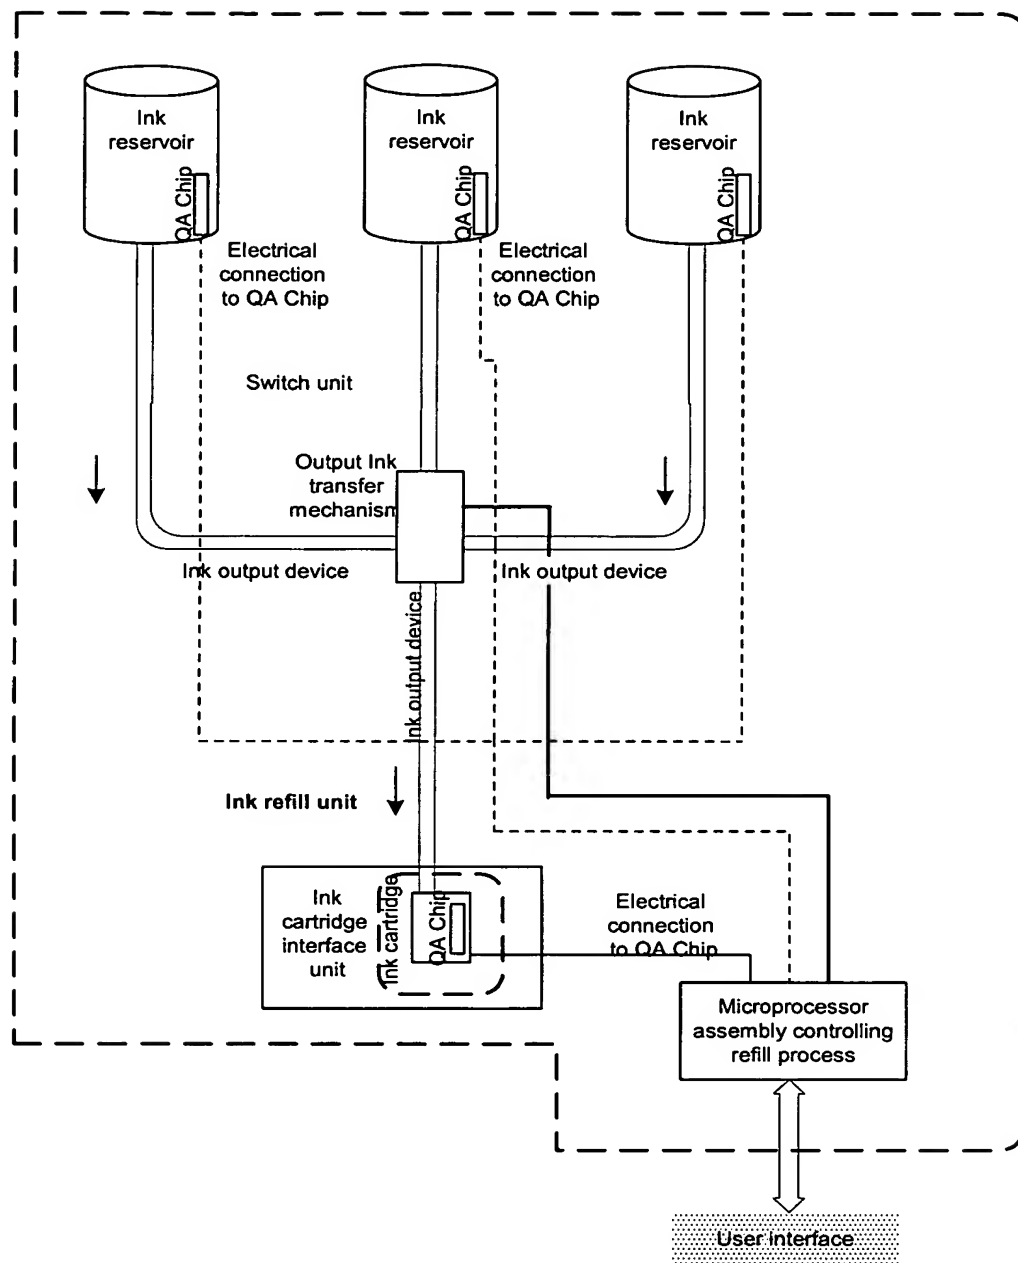 Ink
reservoir
QA Chip
Ink
reservoir
QA Chip
Ink
reservoir
QA Chip
Electrical
connection
to QA Chip
Electrical
connection
to QA Chip
Switch unit
Output Ink
transfer
mechanism
Ink output device
Ink output device
Ink output device
Ink refill unit
Ink
cartridge
interface
unit
Ink cartridge
QA Chip
Electrical
connection
to QA Chip
Microprocessor
assembly controlling
refill process
User interface